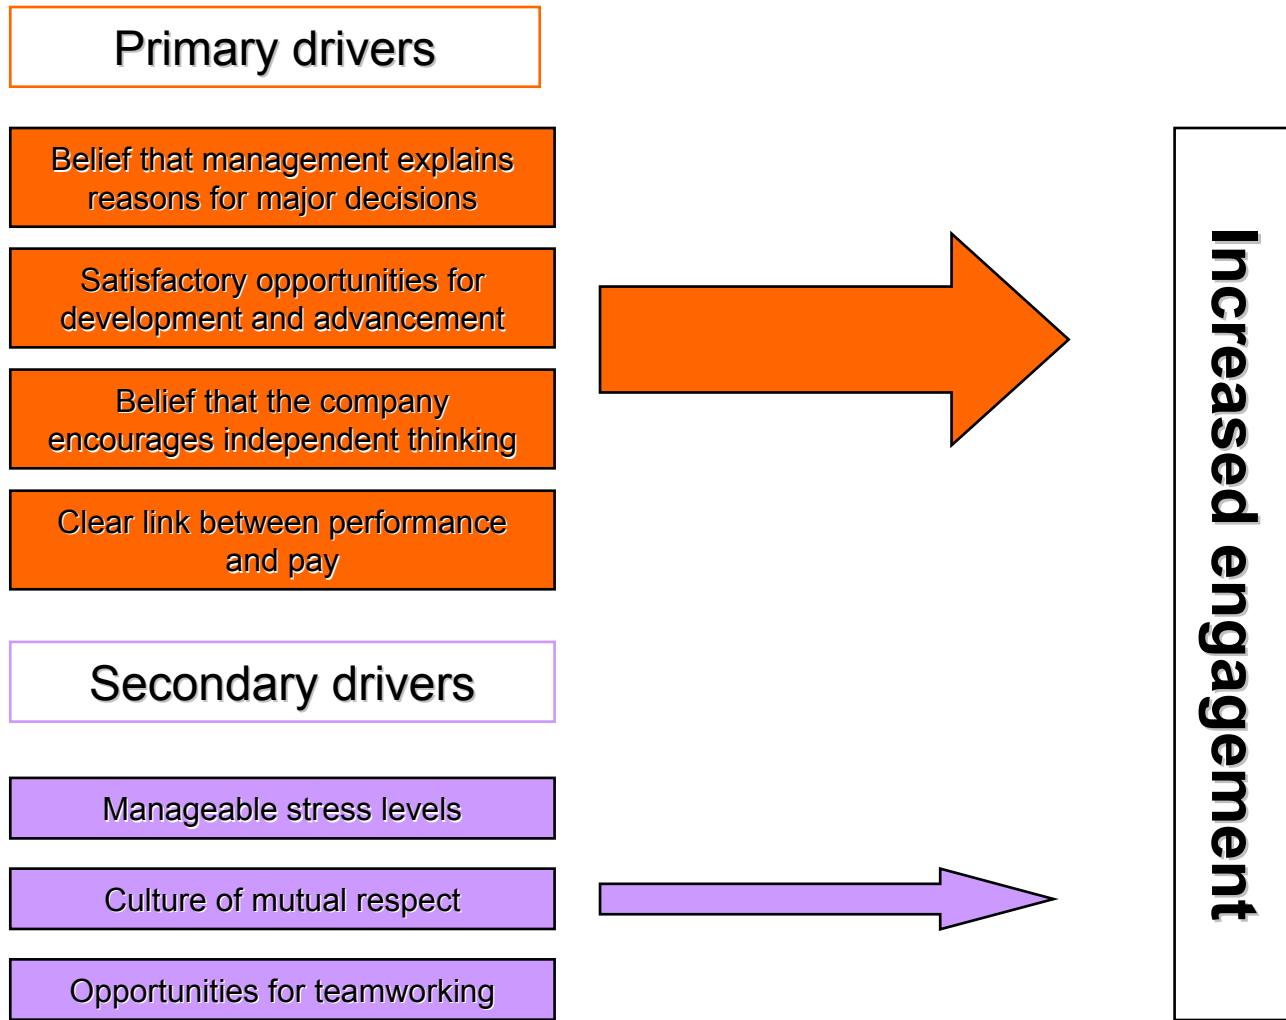 Primary drivers
Belief that management explains
reasons for major decisions
Satisfactory opportunities for
development and advancement
Belief that the company
encourages independent thinking
Clear link between performance
and pay
Secondary drivers
Manageable stress levels
Culture of mutual respect
Opportunities for teamworking
Increased engagement